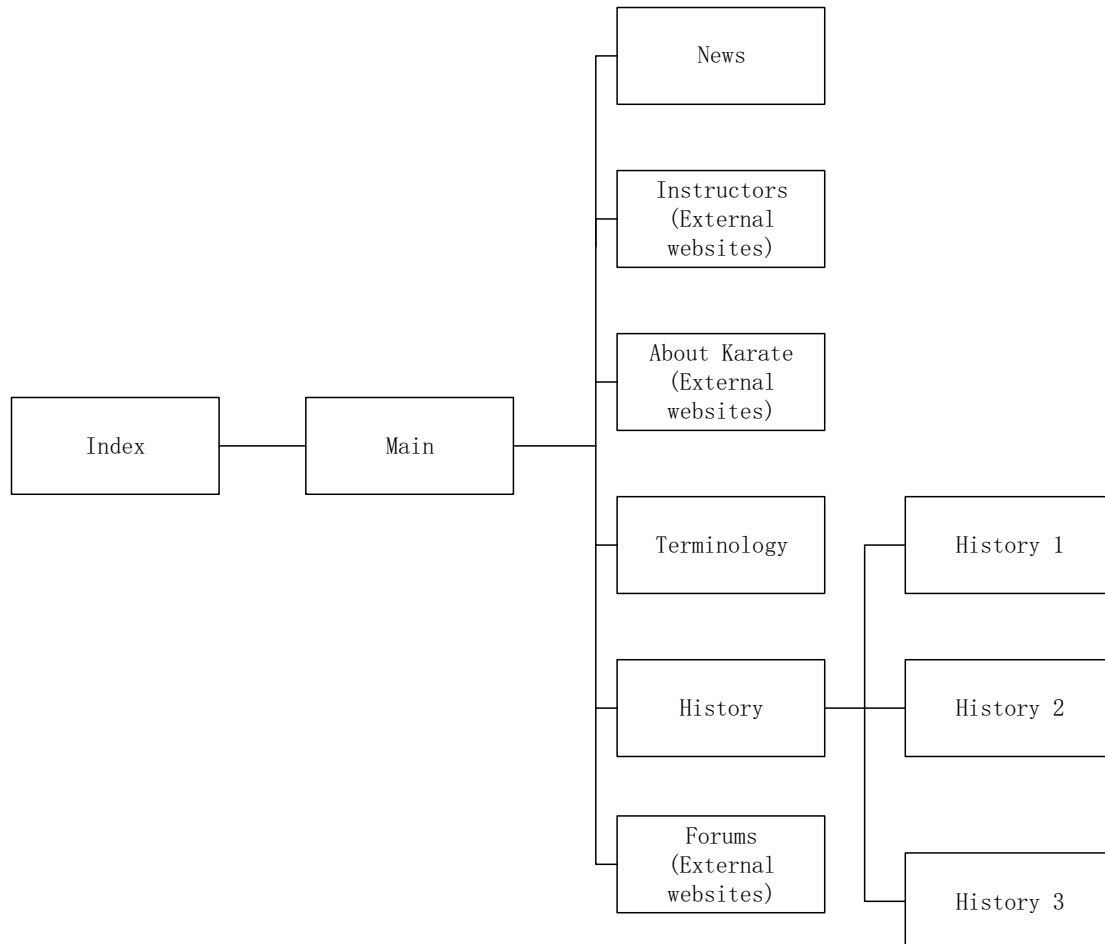 News
Instructors
(External
websites)
About Karate
(External
websites)
Index
Main
Terminology
History 1
History
History 2
Forums
(External
websites)
History 3